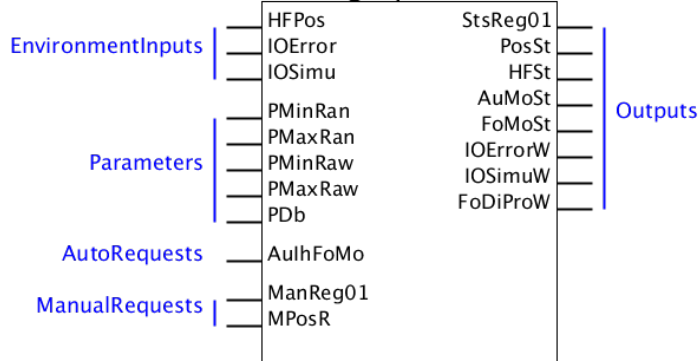 EnvironmentInputs
HFPos
IOError
IOSimu
Parameters
PMinRan
PMaxRan
PMinRaw
PMaxRaw
PDb
AutoRequests
AuIhFoMo
ManualRequests
ManReg01
MPosR
StsReg01
PosSt
HFSt
AuMoSt
FoMoSt
IOErrorW
IOSimuW
FoDiProW
Outputs